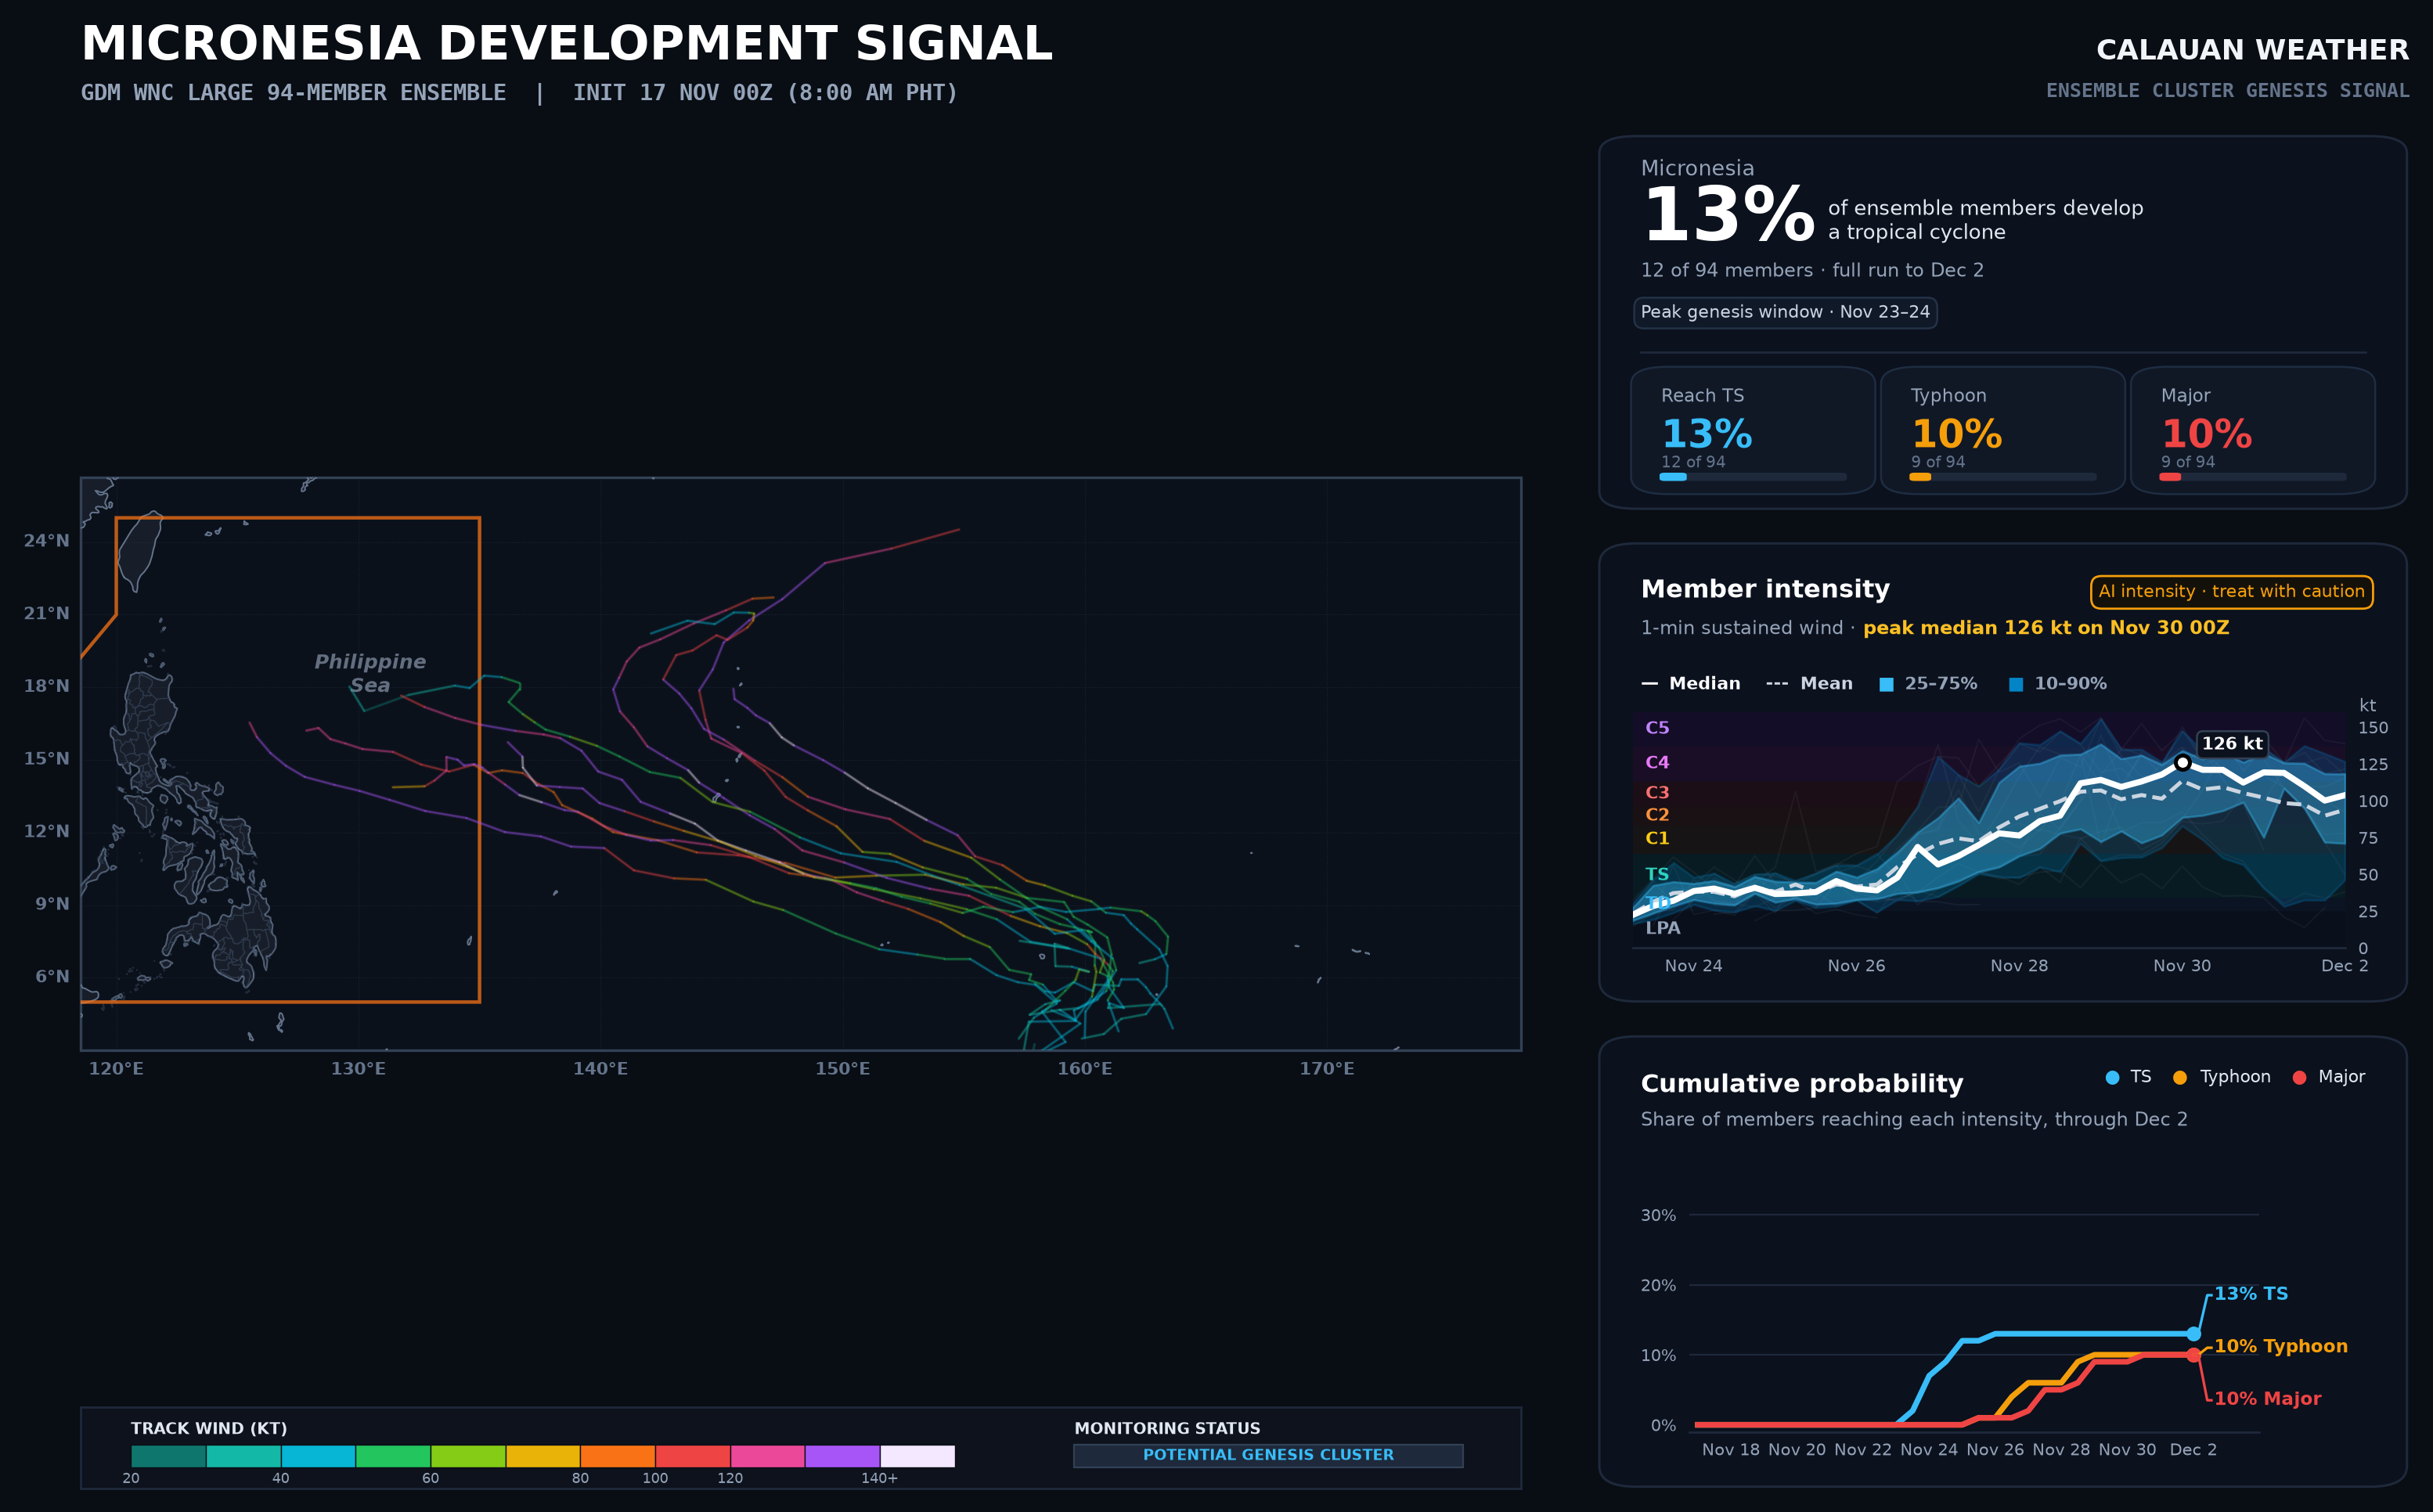 MICRONESIA DEVELOPMENT SIGNAL
GDM WNC LARGE 94-MEMBER ENSEMBLE | INIT 17 NOV 00Z (8:00 AM PHT)
CALAUAN WEATHER
ENSEMBLE CLUSTER GENESIS SIGNAL
24°N
21°N
18°N
15°N
12°N
9°N
6°N
Philippine
Sea
120°E
130°E
140°E
150°E
160°E
170°E
TRACK WIND (KT)
20
40
60
80
100
120
140+
MONITORING STATUS
POTENTIAL GENESIS CLUSTER
Micronesia
13%
of ensemble members develop
a tropical cyclone
12 of 94 members · full run to Dec 2
Peak genesis window · Nov 23–24
Reach TS
13%
12 of 94
Typhoon
10%
9 of 94
Major
10%
9 of 94
Member intensity
AI intensity · treat with caution
1-min sustained wind · peak median 126 kt on Nov 30 00Z
Median
Mean
25–75%
10–90%
kt
C5
C4
C3
C2
C1
TS
TD
LPA
126 kt
150
125
100
75
50
25
0
Nov 24
Nov 26
Nov 28
Nov 30
Dec 2
Cumulative probability
TS
Typhoon
Major
Share of members reaching each intensity, through Dec 2
30%
20%
10%
0%
13% TS
10% Typhoon
10% Major
Nov 18
Nov 20
Nov 22
Nov 24
Nov 26
Nov 28
Nov 30
Dec 2